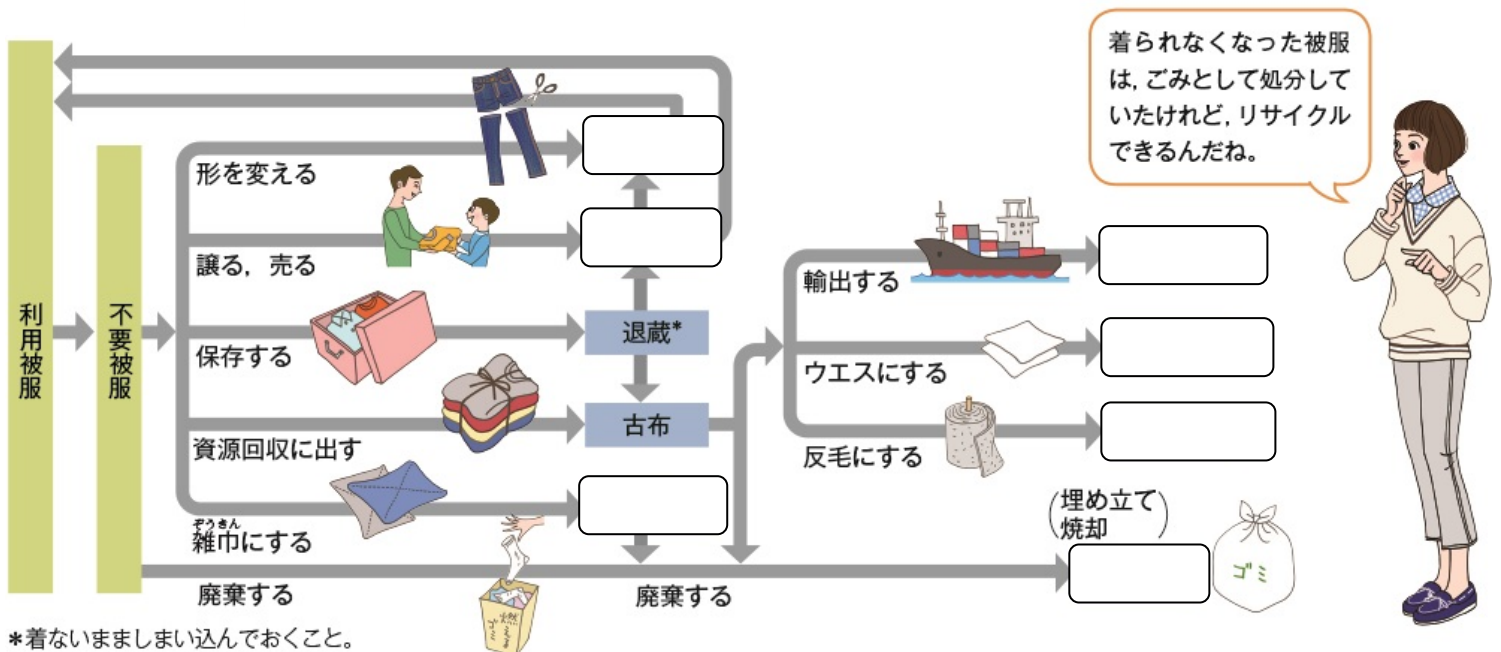 着られなくなった被服
は,ごみとして処分して
いたけれど,リサイクル
できるんだね。
利用被服
不要被服
形を変える
譲る,売る
保存する
退蔵*
資源回収に出す
古布
ぞうきん
雑巾にする
廃棄する
廃棄する
輸出する
ウエスにする
反毛にする
(埋め立て
焼却)
ゴミ
燃えるゴミ
*着ないまましまい込んでおくこと。